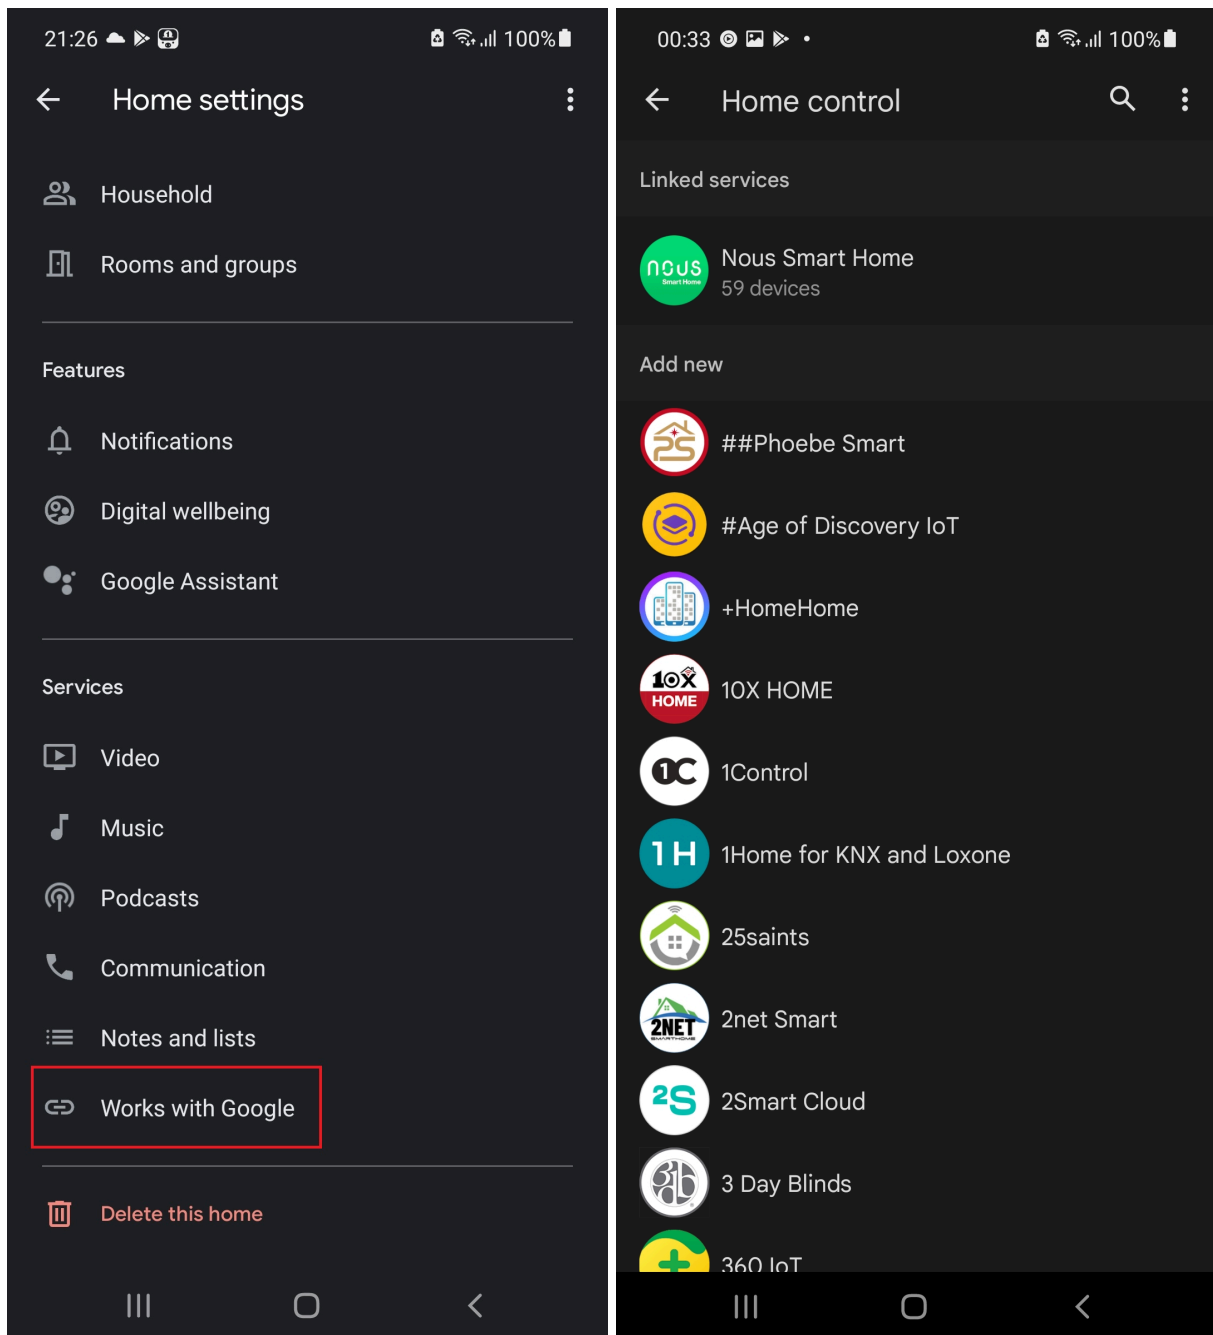 21:26
100%
Home settings
Household
Rooms and groups
Features
Notifications
Digital wellbeing
Google Assistant
Services
Video
Music
Podcasts
Communication
Notes and lists
Works with Google
Delete this home
00:33
100%
Home control
Linked services
nous
Smart Home
Nous Smart Home
59 devices
Add new
PS
##Phoebe Smart
#Age of Discovery IoT
+HomeHome
10X
HOME
10X HOME
1C
1Control
1H
1Home for KNX and Loxone
25saints
2NET
SMARTHOME
2net Smart
2S
2Smart Cloud
3db
3 Day Blinds
360 IoT